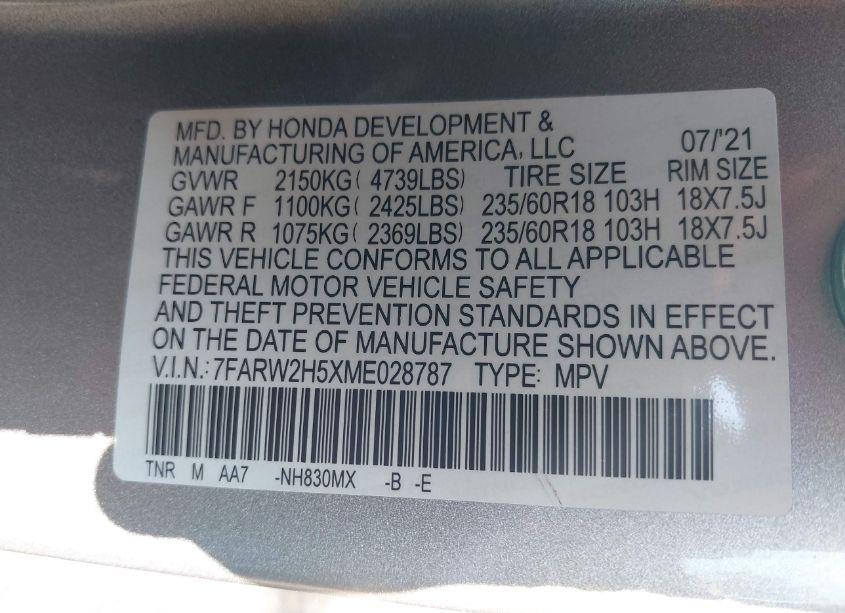 MFD. BY HONDA DEVELOPMENT &
MANUFACTURING OF AMERICA, LLC 07/'21
GVWR 2150KG( 4739LBS) TIRE SIZE RIM SIZE
GAWR F 1100KG( 2425LBS) 235/60R18 103H 18X7.5J
GAWR R 1075KG( 2369LBS) 235/60R18 103H 18X7.5J
THIS VEHICLE CONFORMS TO ALL APPLICABLE
FEDERAL MOTOR VEHICLE SAFETY
AND THEFT PREVENTION STANDARDS IN EFFECT
ON THE DATE OF MANUFACTURE SHOWN ABOVE.
V.I.N.: 7FARW2H5XME028787 TYPE: MPV
TNR M AA7 -NH830MX -B -E